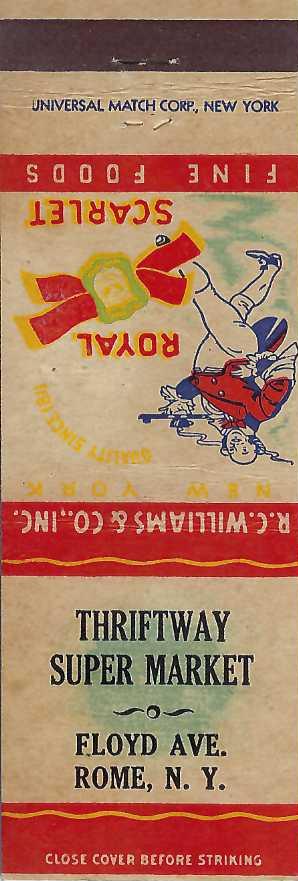 UNIVERSAL MATCH CORP., NEW YORK
R.C. WILLIAMS & CO., INC.
NEW YORK
QUALITY SINCE 1811
ROYAL
SCARLET
FINE FOODS
THRIFTWAY
SUPER MARKET
FLOYD AVE.
ROME, N. Y.
CLOSE COVER BEFORE STRIKING